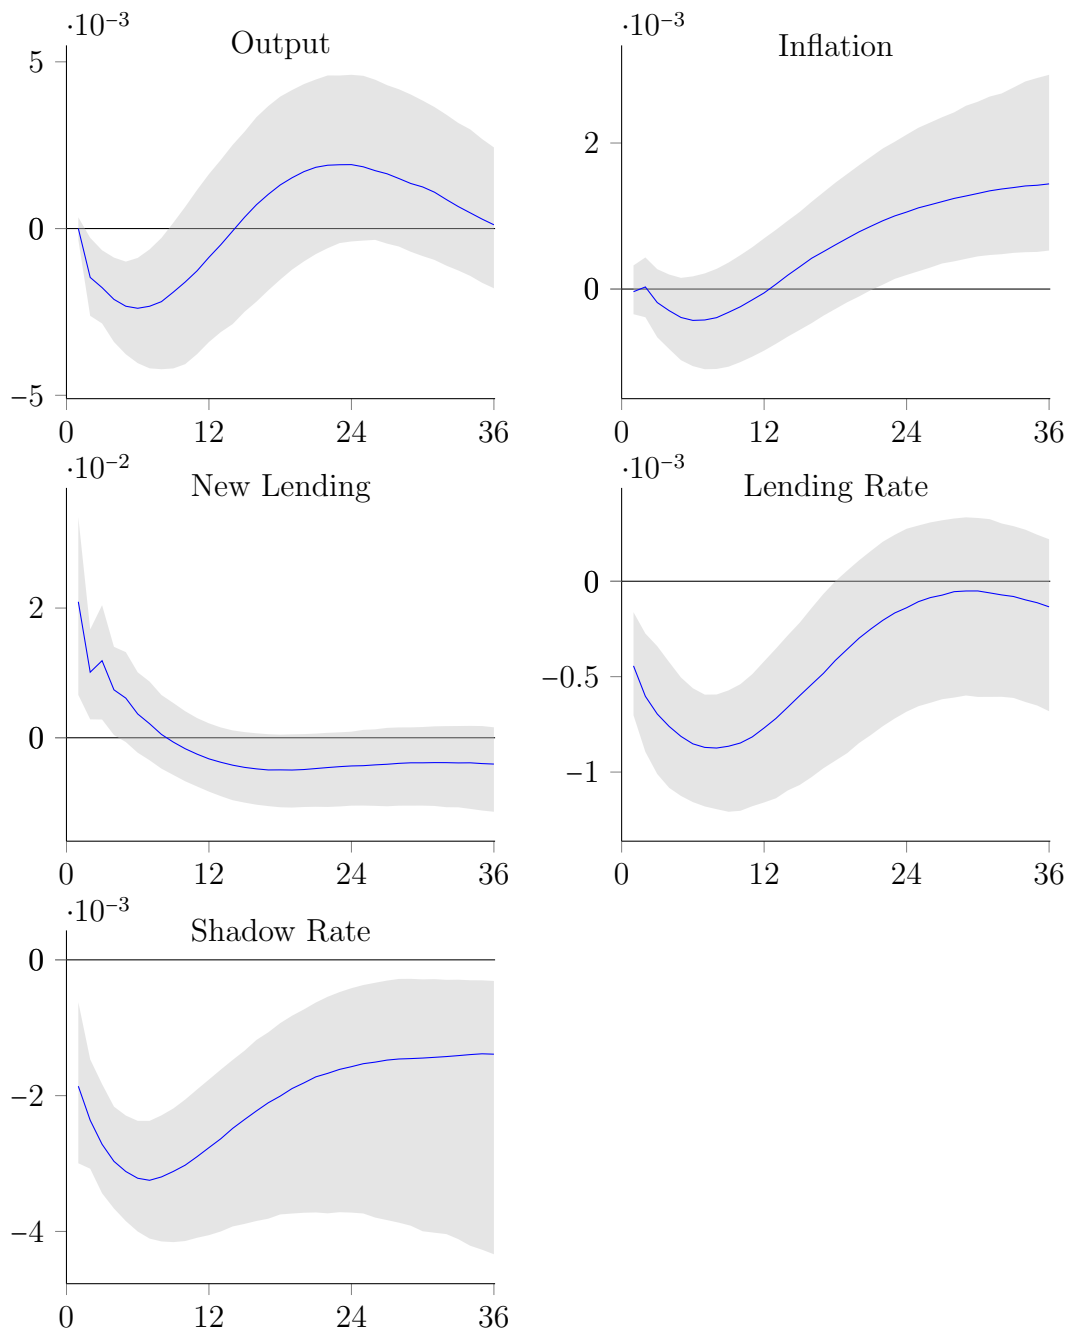 ·10⁻³
Output
5
0
−5
0 12 24 36
·10⁻³
Inflation
2
0
0 12 24 36
·10⁻²
New Lending
2
0
0 12 24 36
·10⁻³
Lending Rate
0
−0.5
−1
0 12 24 36
·10⁻³
Shadow Rate
0
−2
−4
0 12 24 36